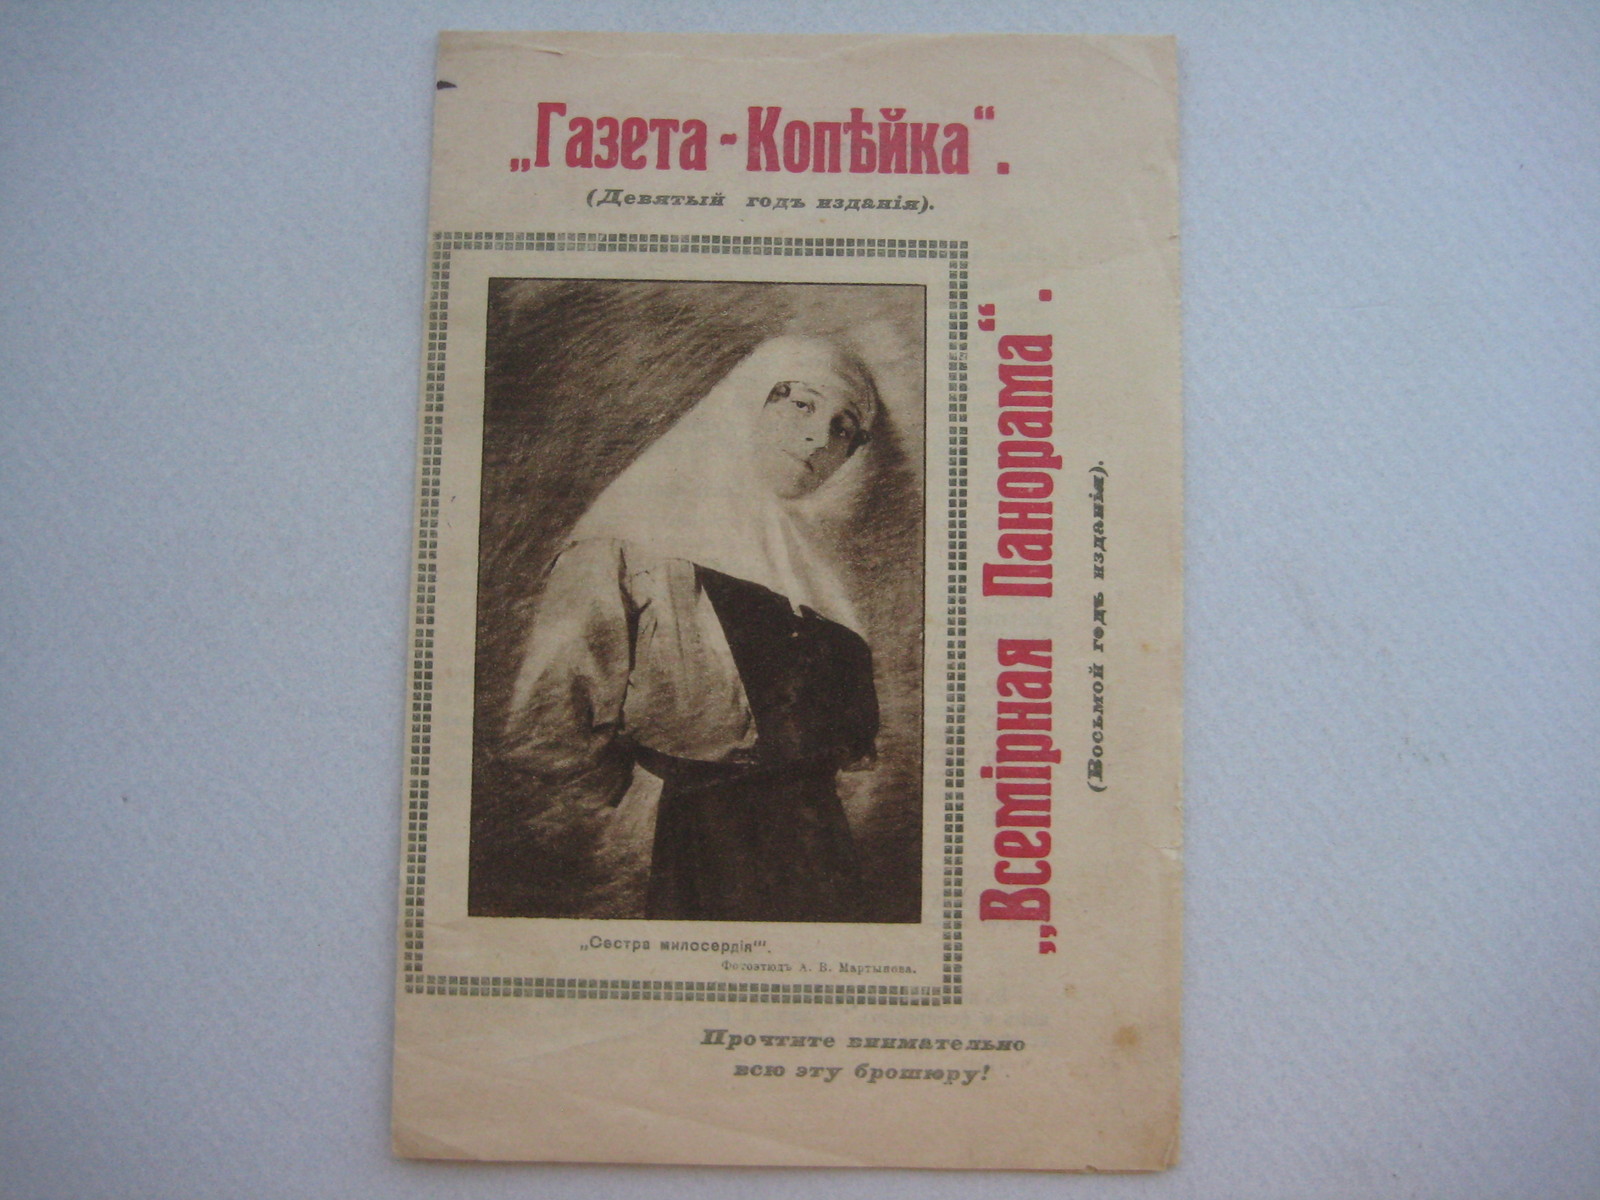 „Газета-Копѣйка“.
(Девятый годъ изданія).
„Всемірная Панорама“.
(Восьмой годъ изданія).
„Сестра милосердія“'.
Фотоэтюдъ А. В. Мартынова.
Прочтите внимательно
всю эту брошюру!